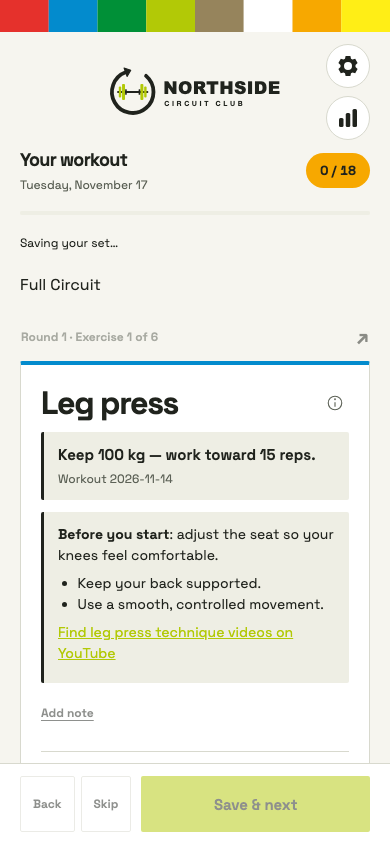 NORTHSIDE
CIRCUIT CLUB
Your workout
Tuesday, November 17
0 / 18
Saving your set…
Full Circuit
Round 1 · Exercise 1 of 6
Leg press
Keep 100 kg — work toward 15 reps.
Workout 2026-11-14
Before you start: adjust the seat so your
knees feel comfortable.
• Keep your back supported.
• Use a smooth, controlled movement.
Find leg press technique videos on
YouTube
Add note
Back
Skip
Save & next